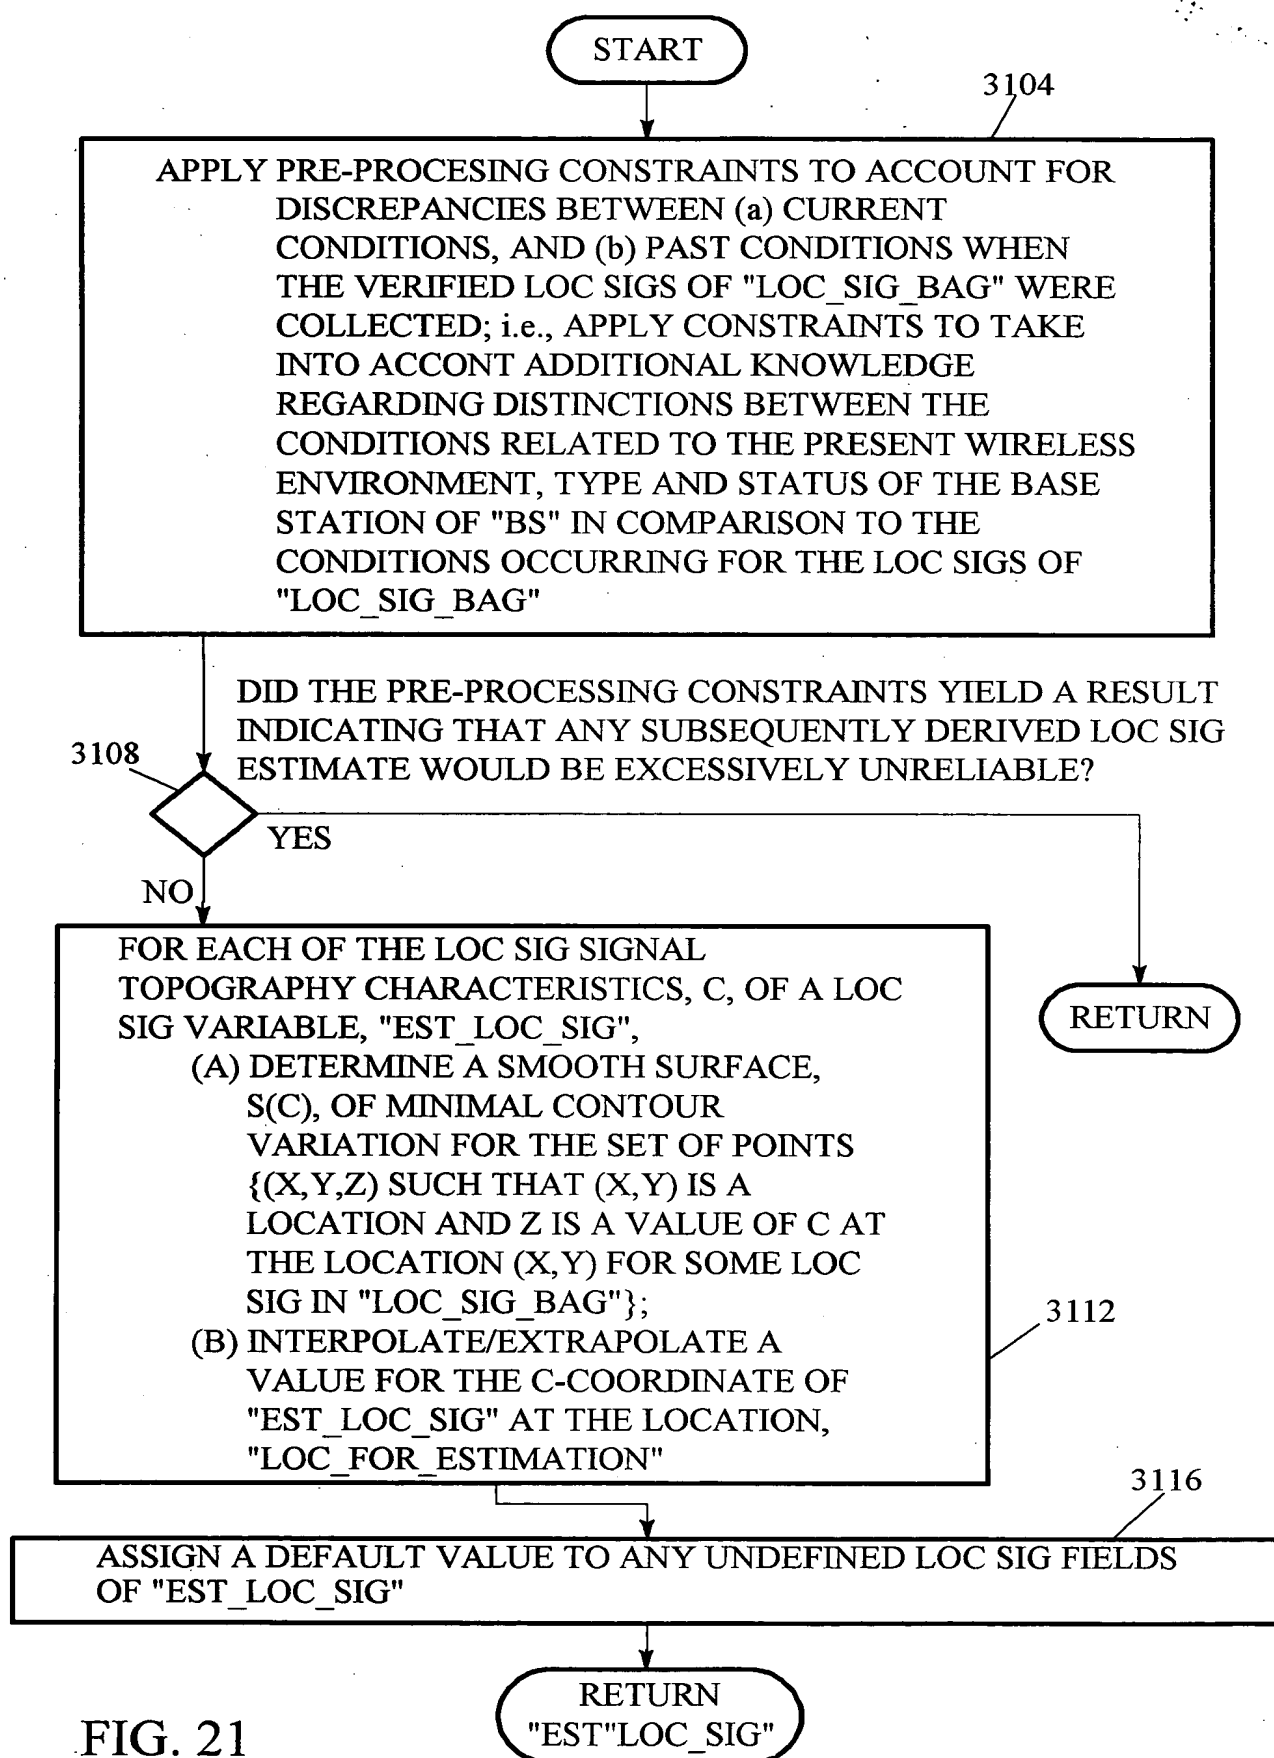 START
3104
APPLY PRE-PROCESING CONSTRAINTS TO ACCOUNT FOR
DISCREPANCIES BETWEEN (a) CURRENT
CONDITIONS, AND (b) PAST CONDITIONS WHEN
THE VERIFIED LOC SIGS OF "LOC_SIG_BAG" WERE
COLLECTED; i.e., APPLY CONSTRAINTS TO TAKE
INTO ACCONT ADDITIONAL KNOWLEDGE
REGARDING DISTINCTIONS BETWEEN THE
CONDITIONS RELATED TO THE PRESENT WIRELESS
ENVIRONMENT, TYPE AND STATUS OF THE BASE
STATION OF "BS" IN COMPARISON TO THE
CONDITIONS OCCURRING FOR THE LOC SIGS OF
"LOC_SIG_BAG"
DID THE PRE-PROCESSING CONSTRAINTS YIELD A RESULT
INDICATING THAT ANY SUBSEQUENTLY DERIVED LOC SIG
ESTIMATE WOULD BE EXCESSIVELY UNRELIABLE?
3108
YES
NO
FOR EACH OF THE LOC SIG SIGNAL
TOPOGRAPHY CHARACTERISTICS, C, OF A LOC
SIG VARIABLE, "EST_LOC_SIG",
(A) DETERMINE A SMOOTH SURFACE,
S(C), OF MINIMAL CONTOUR
VARIATION FOR THE SET OF POINTS
{(X,Y,Z) SUCH THAT (X,Y) IS A
LOCATION AND Z IS A VALUE OF C AT
THE LOCATION (X,Y) FOR SOME LOC
SIG IN "LOC_SIG_BAG"};
(B) INTERPOLATE/EXTRAPOLATE A
VALUE FOR THE C-COORDINATE OF
"EST_LOC_SIG" AT THE LOCATION,
"LOC_FOR_ESTIMATION"
RETURN
3112
3116
ASSIGN A DEFAULT VALUE TO ANY UNDEFINED LOC SIG FIELDS
OF "EST_LOC_SIG"
RETURN
"EST"LOC_SIG"
FIG. 21